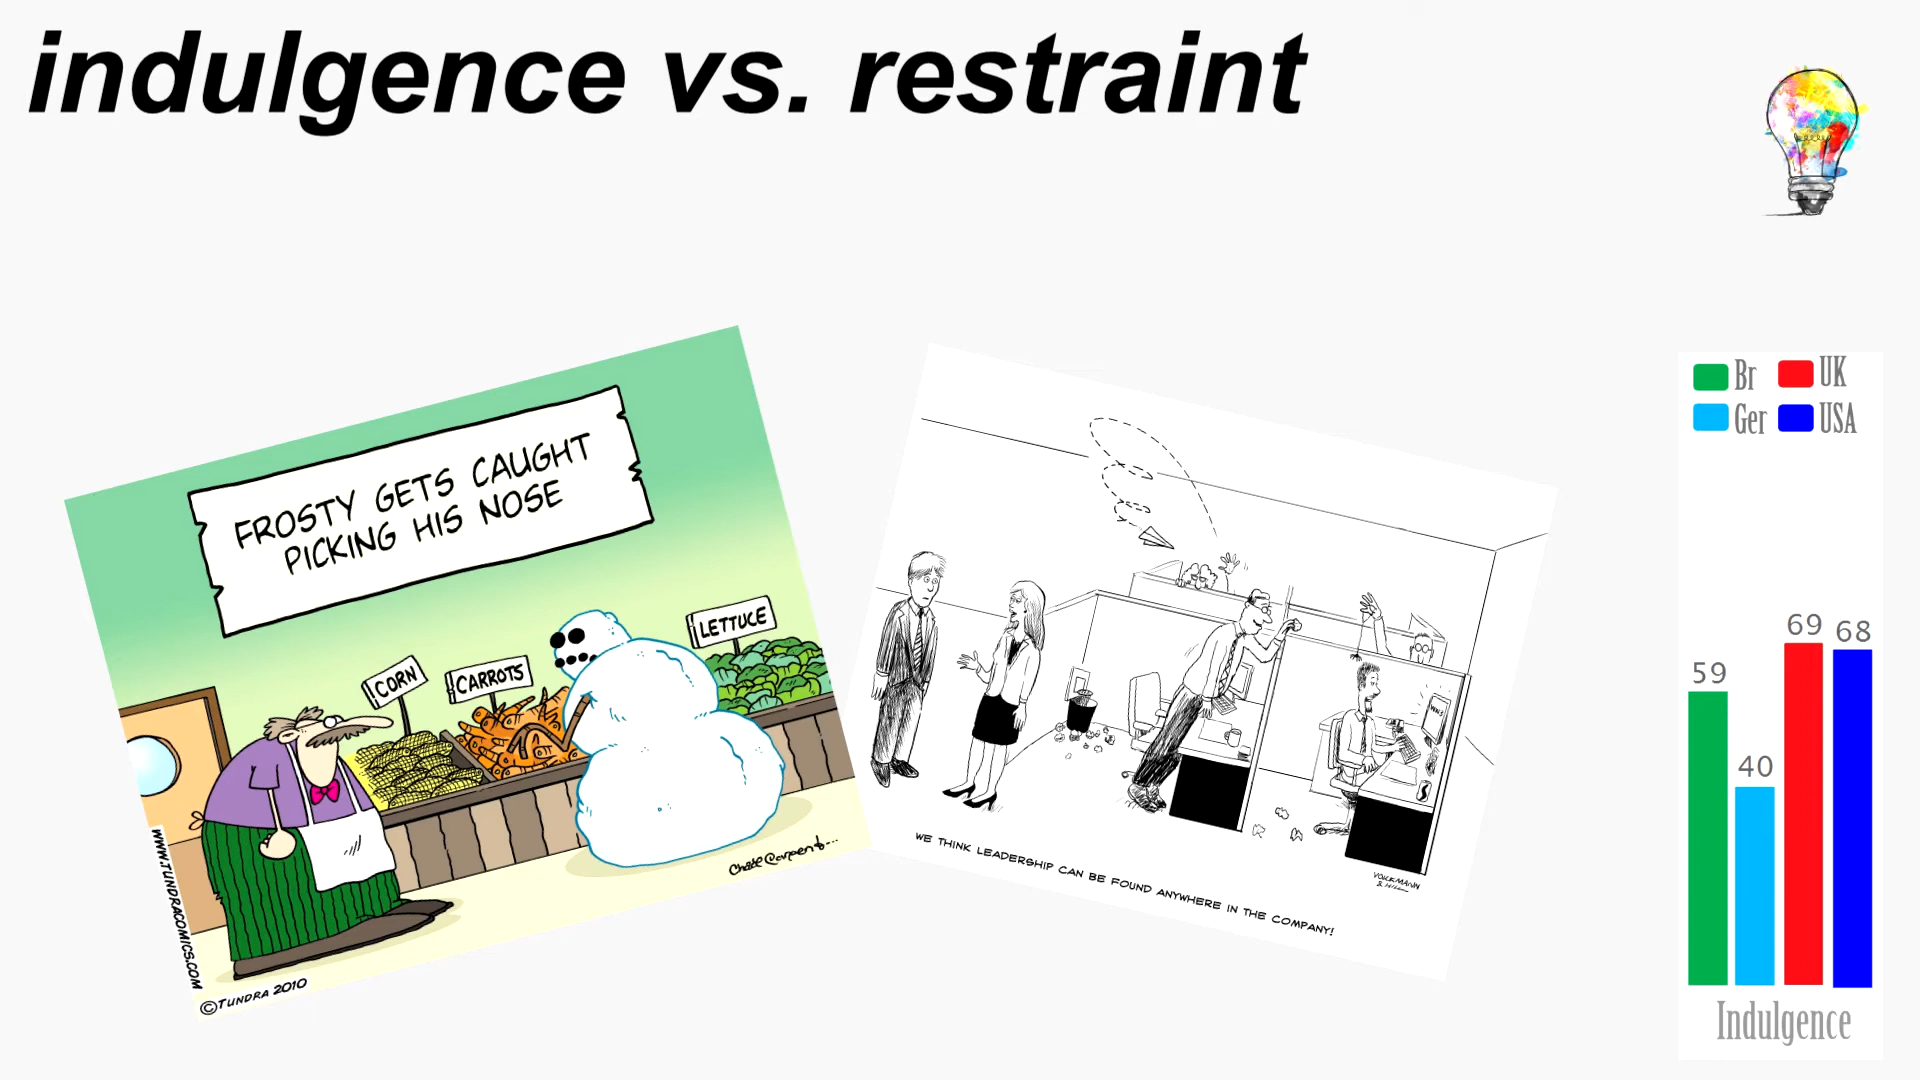 indulgence vs. restraint
FROSTY GETS CAUGHT
PICKING HIS NOSE
CORN
CARROTS
LETTUCE
WWW.TUNDRACOMICS.COM
©TUNDRA 2010
WE THINK LEADERSHIP CAN BE FOUND ANYWHERE IN THE COMPANY!
VOLKMANN
& HILL
Br
UK
Ger
USA
59
40
69
68
Indulgence